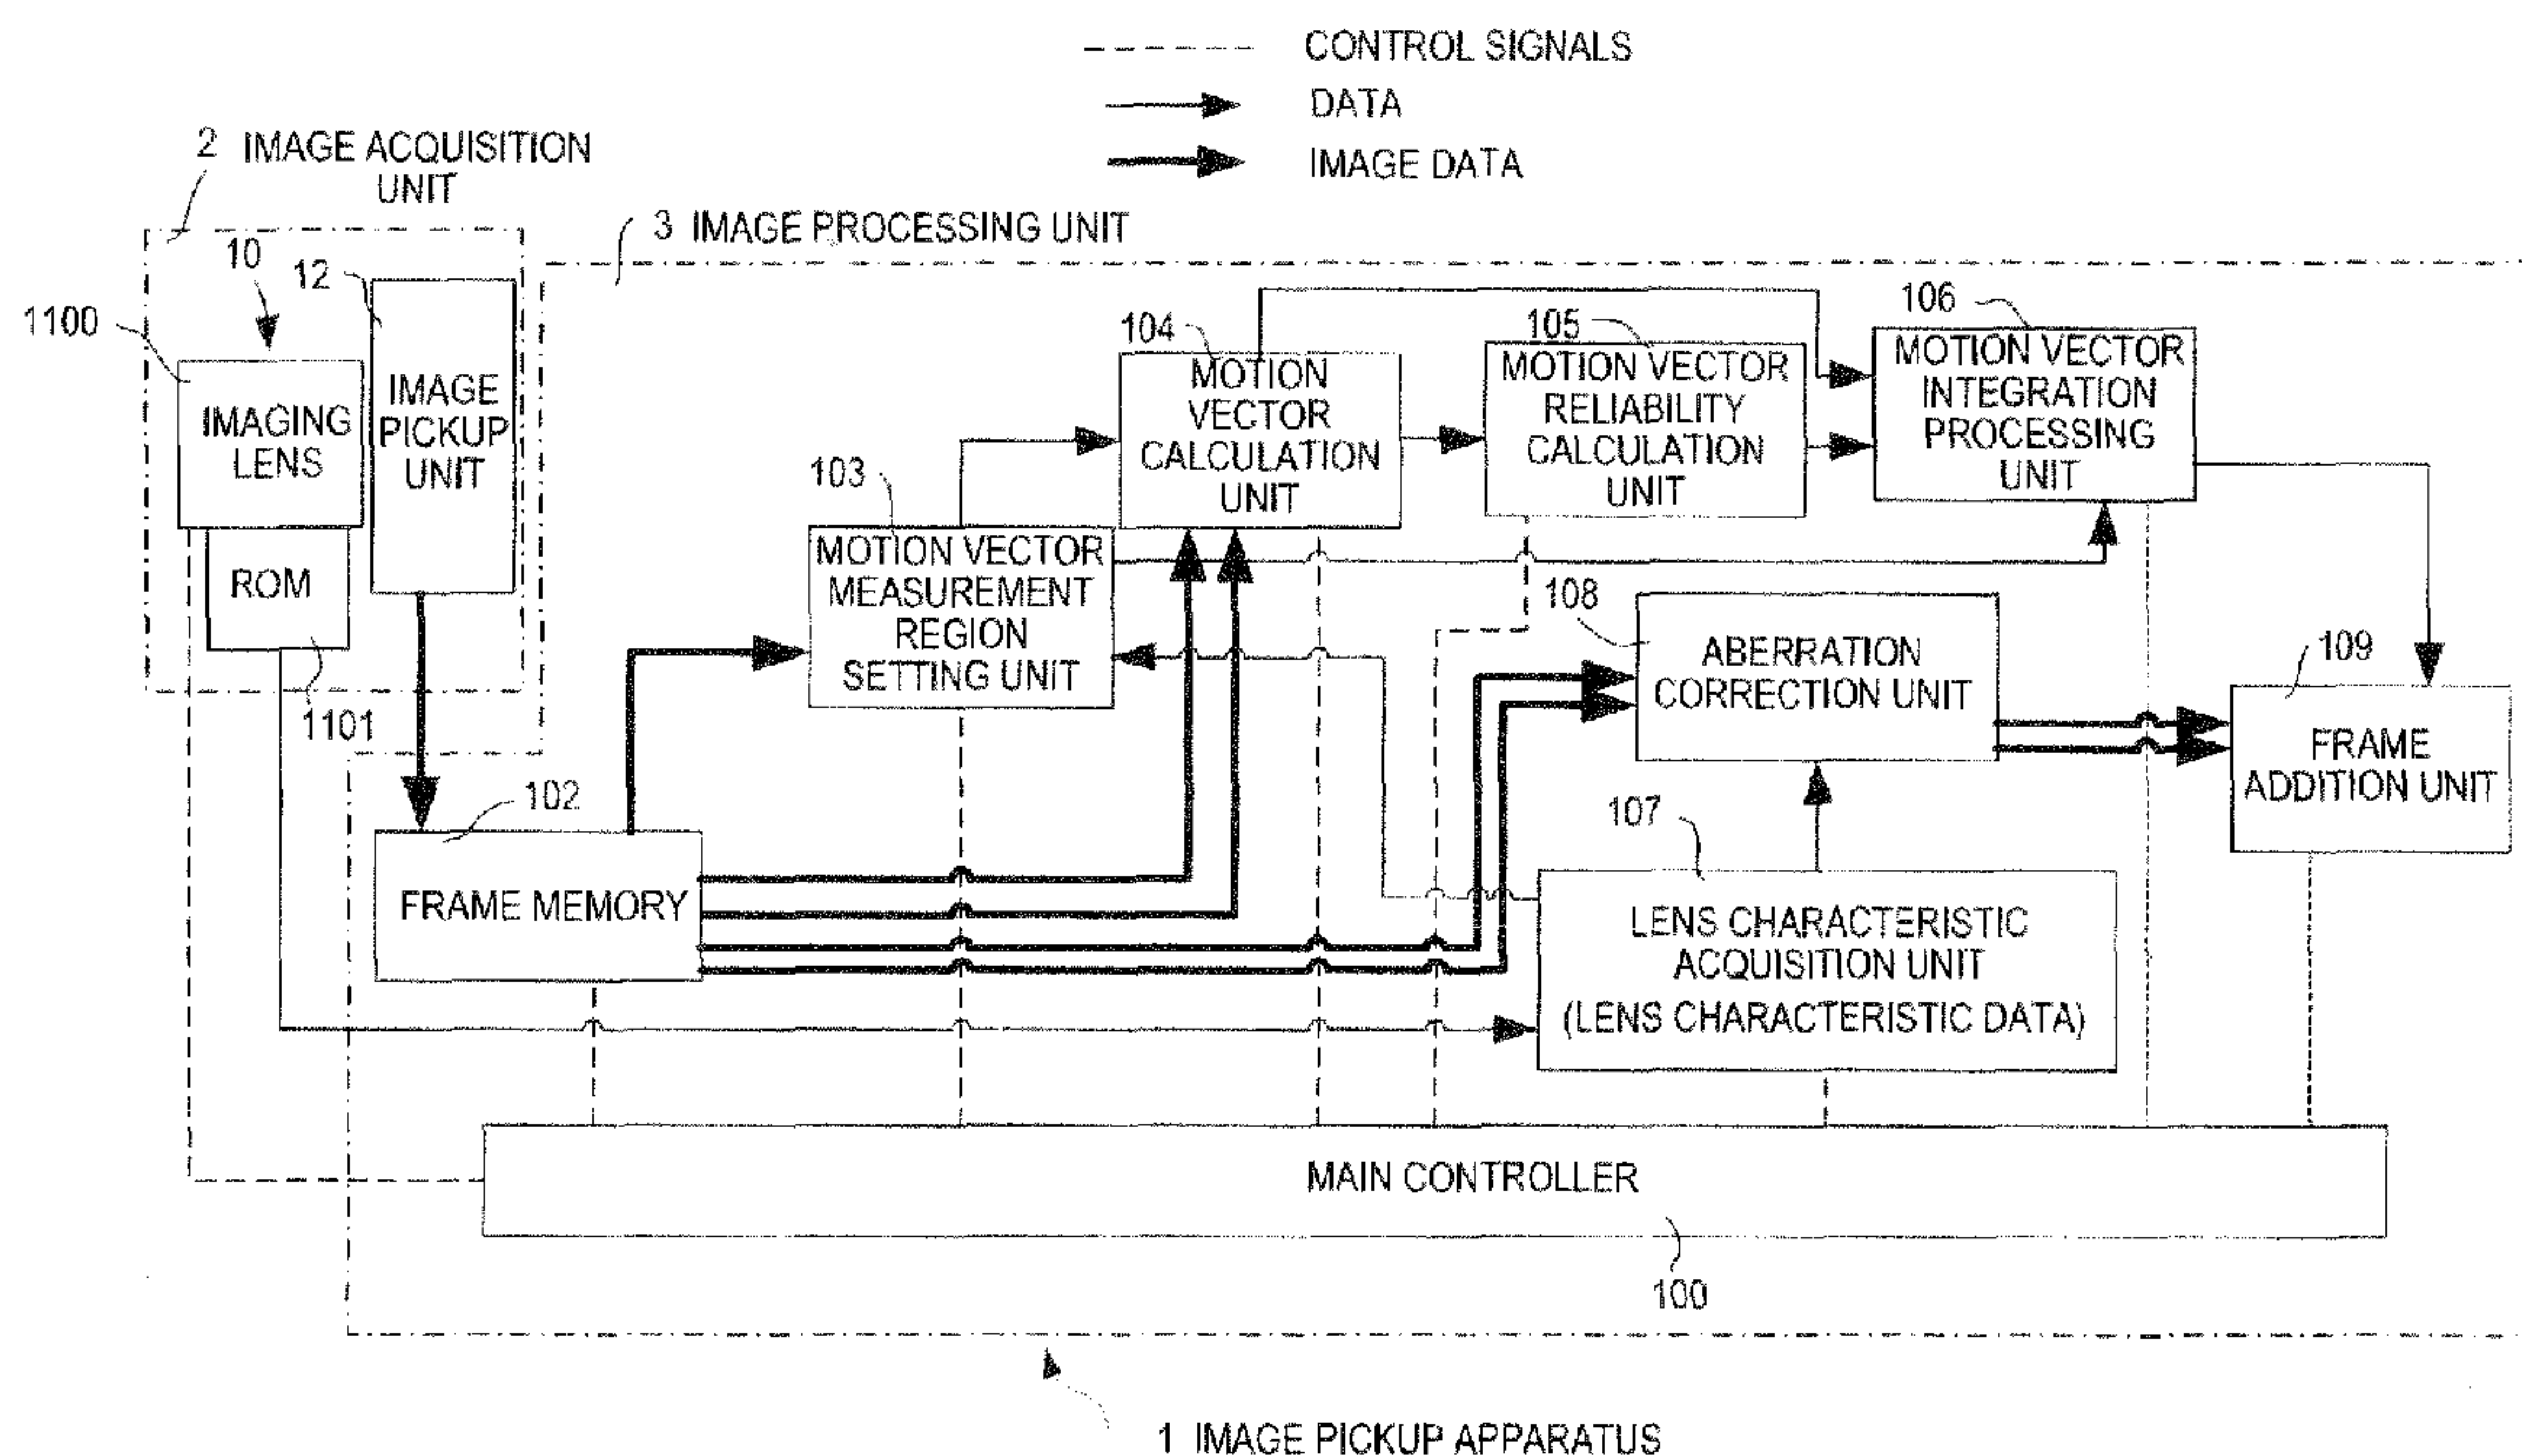 CONTROL SIGNALS
DATA
IMAGE DATA
2 IMAGE ACQUISITION
UNIT
3 IMAGE PROCESSING UNIT
10
12
1100
IMAGING
LENS
IMAGE
PICKUP
UNIT
ROM
1101
102
FRAME MEMORY
103
MOTION VECTOR
MEASUREMENT
REGION
SETTING UNIT
104
MOTION
VECTOR
CALCULATION
UNIT
105
MOTION VECTOR
RELIABILITY
CALCULATION
UNIT
106
MOTION VECTOR
INTEGRATION
PROCESSING
UNIT
108
ABERRATION
CORRECTION UNIT
109
FRAME
ADDITION UNIT
107
LENS CHARACTERISTIC
ACQUISITION UNIT
(LENS CHARACTERISTIC DATA)
MAIN CONTROLLER
100
1 IMAGE PICKUP APPARATUS